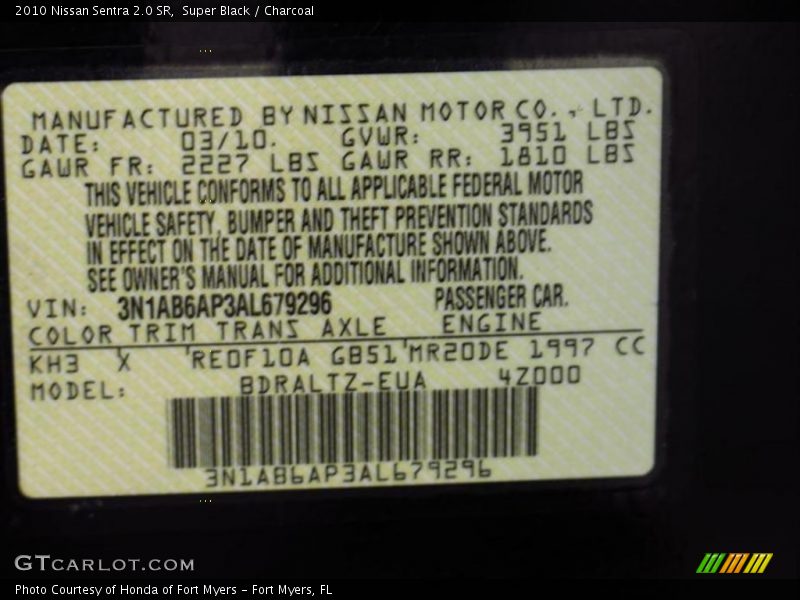 2010 Nissan Sentra 2.0 SR,  Super Black / Charcoal
MANUFACTURED BY NISSAN MOTOR CO., LTD.
DATE: 03/10. GVWR: 3951 LBS
GAWR FR: 2227 LBS GAWR RR: 1810 LBS
THIS VEHICLE CONFORMS TO ALL APPLICABLE FEDERAL MOTOR
VEHICLE SAFETY, BUMPER AND THEFT PREVENTION STANDARDS
IN EFFECT ON THE DATE OF MANUFACTURE SHOWN ABOVE.
SEE OWNER'S MANUAL FOR ADDITIONAL INFORMATION.
VIN: 3N1AB6AP3AL679296 PASSENGER CAR.
COLOR TRIM TRANS AXLE ENGINE
KH3 X RE0F10A GB51 MR20DE 1997 CC
MODEL: BDRALTZ-EUA 4Z000
3N1AB6AP3AL679296
GTCARLOT.COM
Photo Courtesy of Honda of Fort Myers - Fort Myers, FL